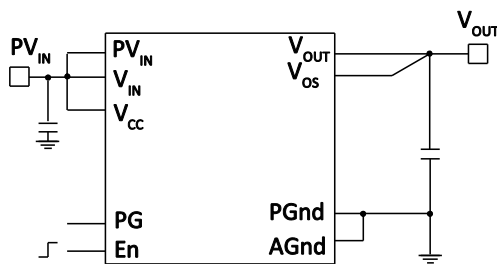 V_OUT
PV_IN
PV_IN
V_OUT
V_IN
V_OS
V_CC
PG
PGnd
En
AGnd